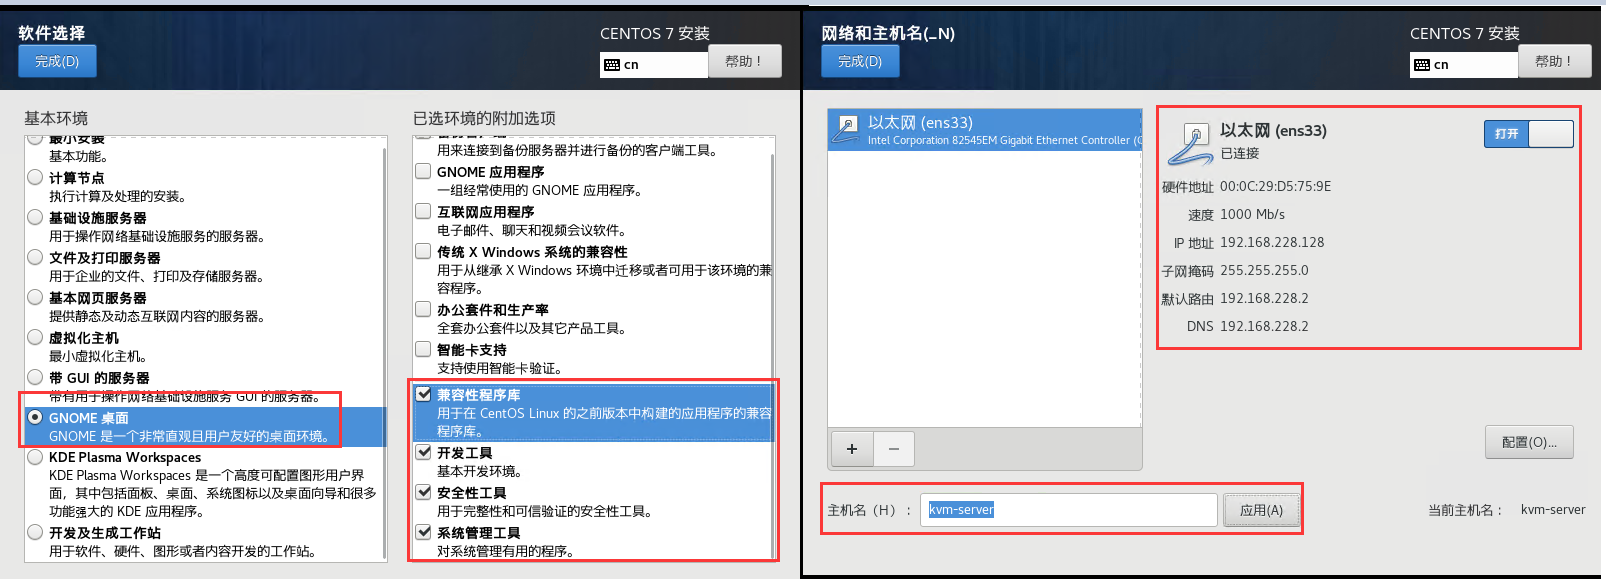 软件选择
完成(D)
CENTOS 7 安装
cn
帮助！
基本环境
最小安装
基本功能。
计算节点
执行计算及处理的安装。
基础设施服务器
用于操作网络基础设施服务的服务器。
文件及打印服务器
用于企业的文件、打印及存储服务器。
基本网页服务器
提供静态及动态互联网内容的服务器。
虚拟化主机
最小虚拟化主机。
带 GUI 的服务器
带有用于操作网络基础设施服务 GUI 的服务器。
GNOME 桌面
GNOME 是一个非常直观且用户友好的桌面环境。
KDE Plasma Workspaces
KDE Plasma Workspaces 是一个高度可配置图形用户界
面，其中包括面板、桌面、系统图标以及桌面向导和很多
功能强大的 KDE 应用程序。
开发及生成工作站
用于软件、硬件、图形或者内容开发的工作站。
已选环境的附加选项
备份客户端
用来连接到备份服务器并进行备份的客户端工具。
GNOME 应用程序
一组经常使用的 GNOME 应用程序。
互联网应用程序
电子邮件、聊天和视频会议软件。
传统 X Windows 系统的兼容性
用于从继承 X Windows 环境中迁移或者可用于该环境的兼
容程序。
办公套件和生产率
全套办公套件以及其它产品工具。
智能卡支持
支持使用智能卡验证。
兼容性程序库
用于在 CentOS Linux 的之前版本中构建的应用程序的兼容
程序库。
开发工具
基本开发环境。
安全性工具
用于完整性和可信验证的安全性工具。
系统管理工具
对系统管理有用的程序。
网络和主机名(_N)
完成(D)
CENTOS 7 安装
cn
帮助！
以太网 (ens33)
Intel Corporation 82545EM Gigabit Ethernet Controller (C
以太网 (ens33)
已连接
打开
硬件地址 00:0C:29:D5:75:9E
速度 1000 Mb/s
IP 地址 192.168.228.128
子网掩码 255.255.255.0
默认路由 192.168.228.2
DNS 192.168.228.2
+ −
配置(O)...
主机名（H）： kvm-server 应用(A)
当前主机名： kvm-server